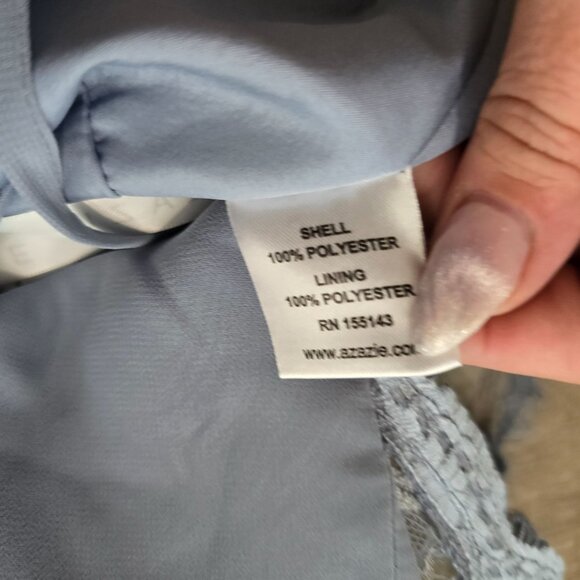 SHELL
100% POLYESTER
LINING
100% POLYESTER
RN 155143
www.azazie.co